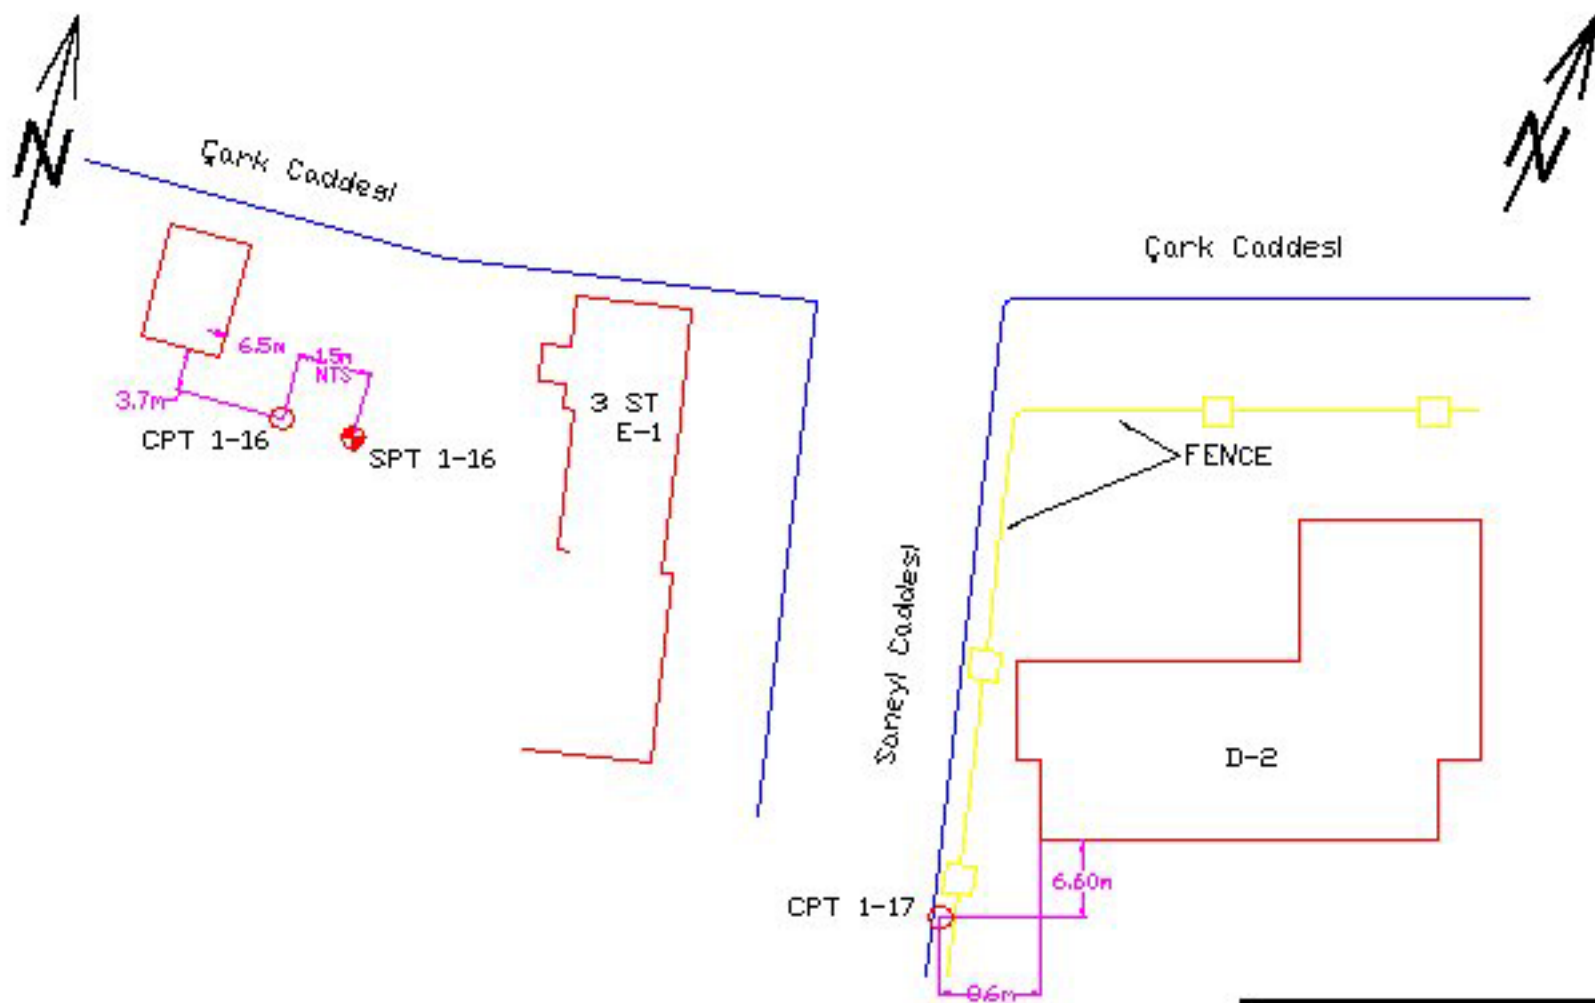 N
N
Çark Caddesi
Çark Caddesi
6.5m
1.5m
NTS
3.7m
CPT 1-16
SPT 1-16
3 ST
E-1
FENCE
Saneyi Caddesi
D-2
CPT 1-17
6.60m
8.6m